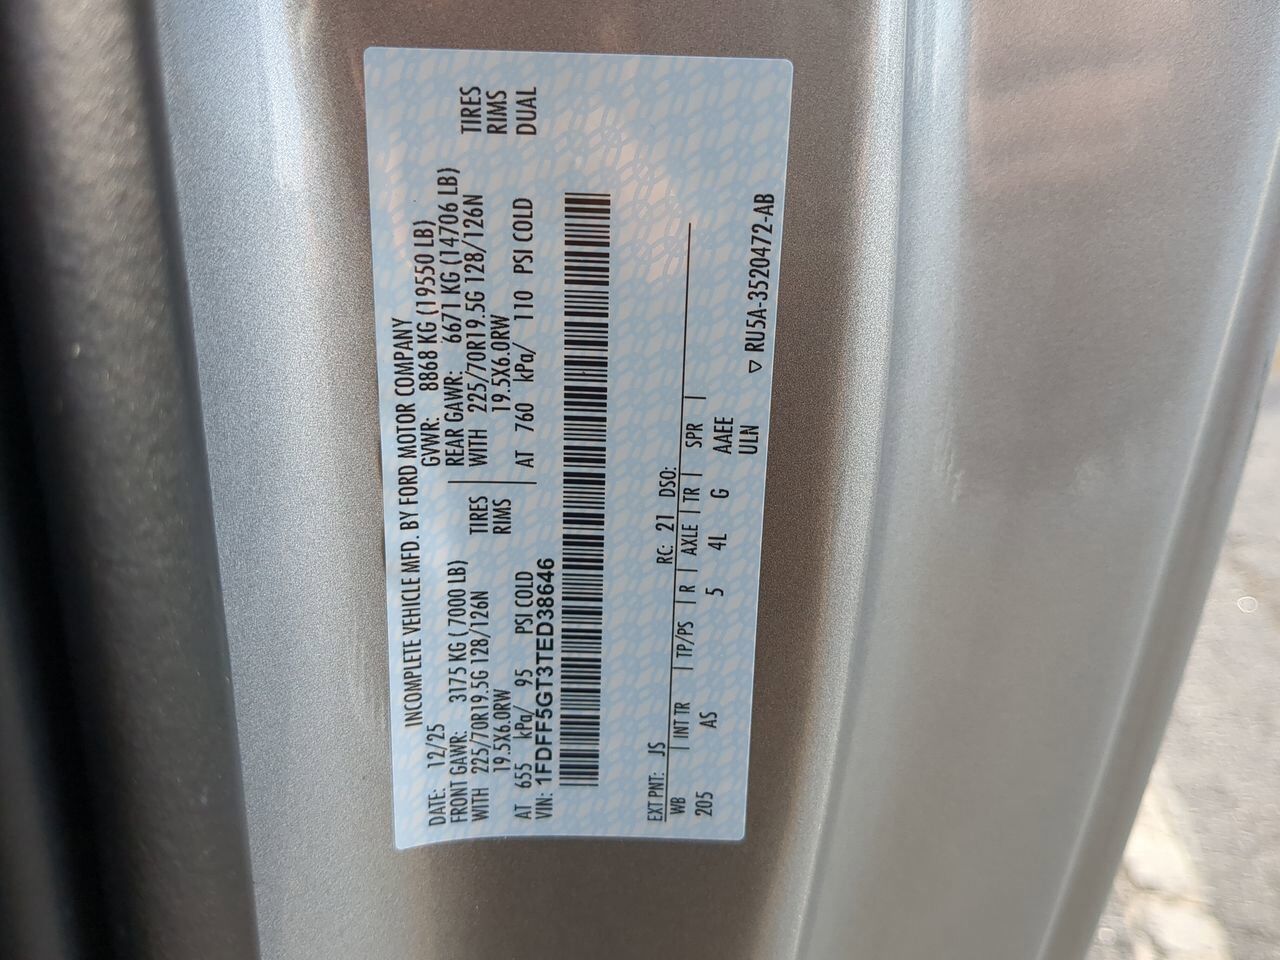 INCOMPLETE VEHICLE MFD. BY FORD MOTOR COMPANY
DATE: 12/25 GVWR: 8868 KG (19550 LB)
FRONT GAWR: 3175 KG ( 7000 LB) REAR GAWR: 6671 KG (14706 LB)
WITH 225/70R19.5G 128/126N TIRES WITH 225/70R19.5G 128/126N TIRES
19.5X6.0RW RIMS 19.5X6.0RW RIMS
AT 655 kPa/ 95 PSI COLD AT 760 kPa/ 110 PSI COLD DUAL
VIN: 1FDFF5GT3TED38646
EXT PNT: JS RC: 21 DSO:
WB INT TR TP/PS R AXLE TR SPR
205 AS 5 4L G AAEE
ULN
▽ RU5A-3520472-AB